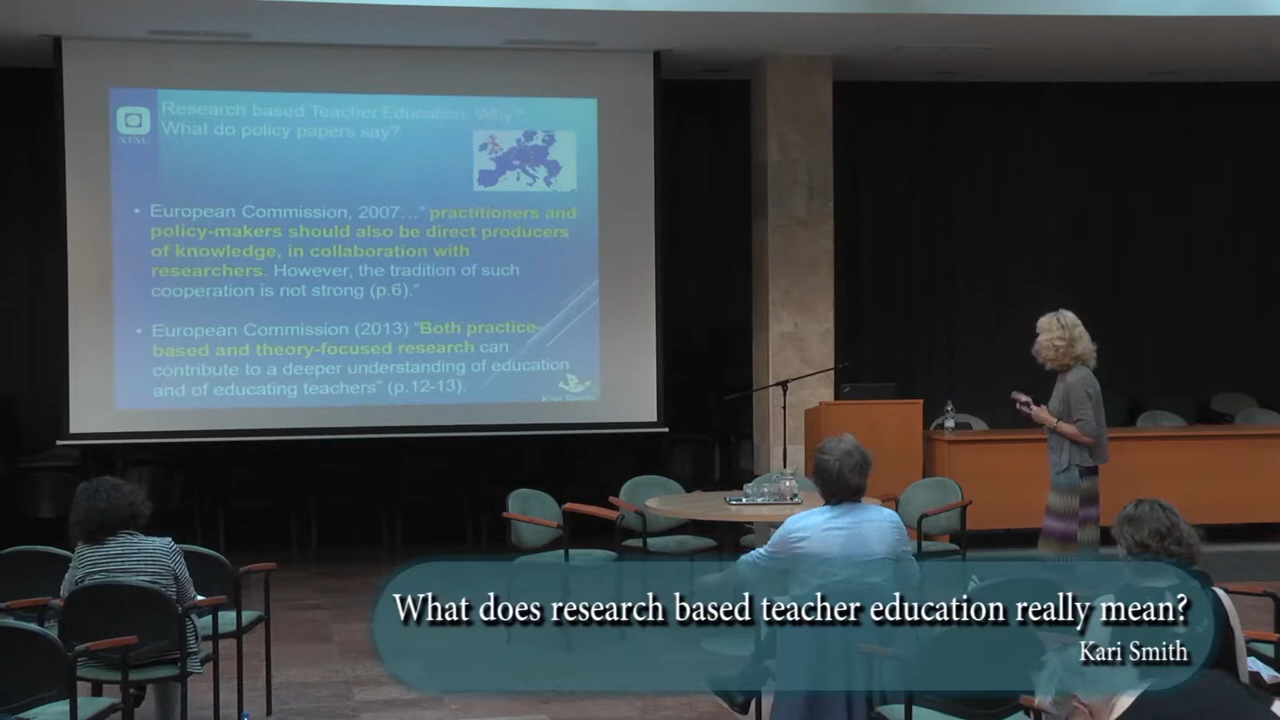 Research based Teacher Education: Why?
What do policy papers say?
NTNU
• European Commission, 2007…" practitioners and
policy-makers should also be direct producers
of knowledge, in collaboration with
researchers. However, the tradition of such
cooperation is not strong (p.6)."
• European Commission (2013) "Both practice-
based and theory-focused research can
contribute to a deeper understanding of education
and of educating teachers" (p.12-13).
Kari Smith
What does research based teacher education really mean?
Kari Smith